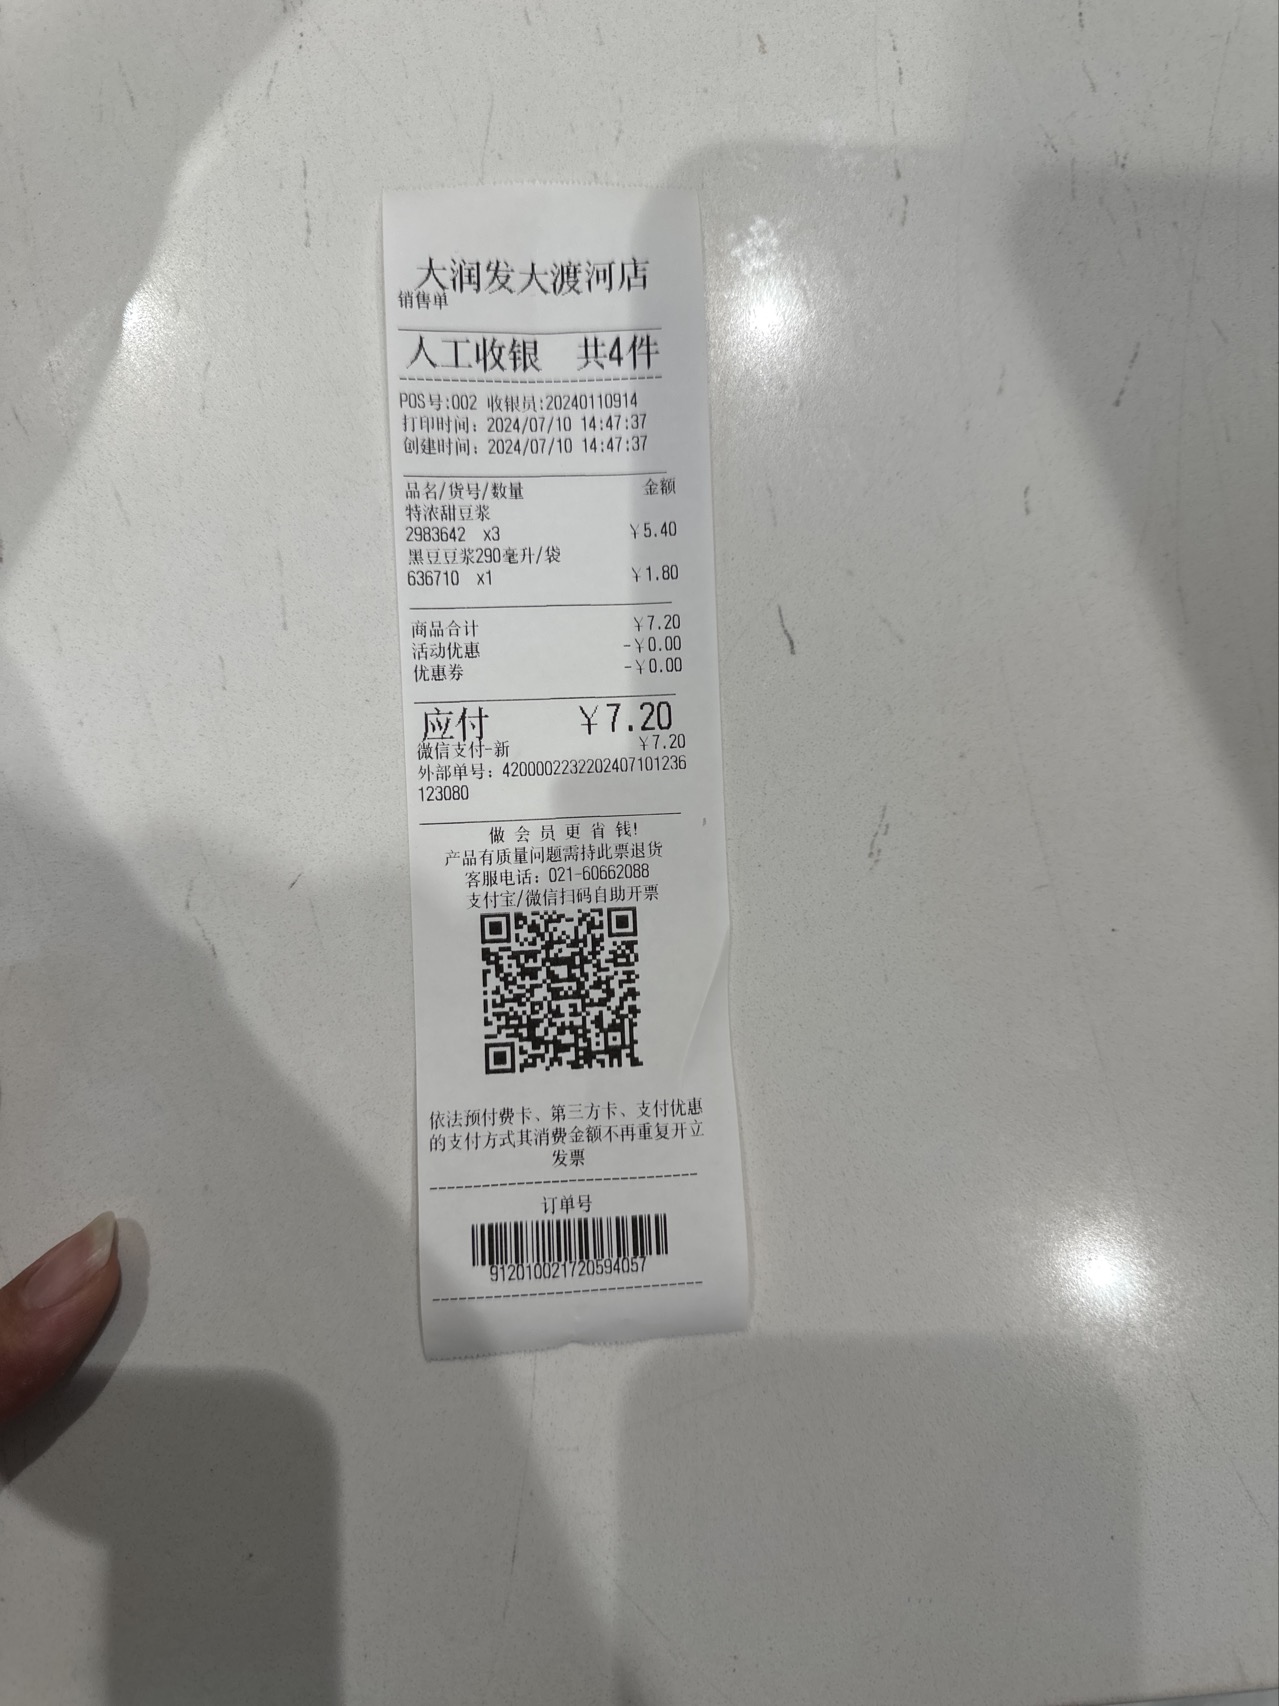 大润发大渡河店
销售单
人工收银 共4件
POS号:002 收银员:20240110914
打印时间: 2024/07/10 14:47:37
创建时间: 2024/07/10 14:47:37
品名/货号/数量 金额
特浓甜豆浆
2983642 x3 ¥5.40
黑豆豆浆290毫升/袋
636710 x1 ¥1.80
商品合计 ¥7.20
活动优惠 -¥0.00
优惠券 -¥0.00
应付 ¥7.20
微信支付-新 ¥7.20
外部单号: 4200002232202407101236
123080
做 会 员 更 省 钱!
产品有质量问题需持此票退货
客服电话: 021-60662088
支付宝/微信扫码自助开票
依法预付费卡、第三方卡、支付优惠
的支付方式其消费金额不再重复开立
发票
订单号
912010021720594057